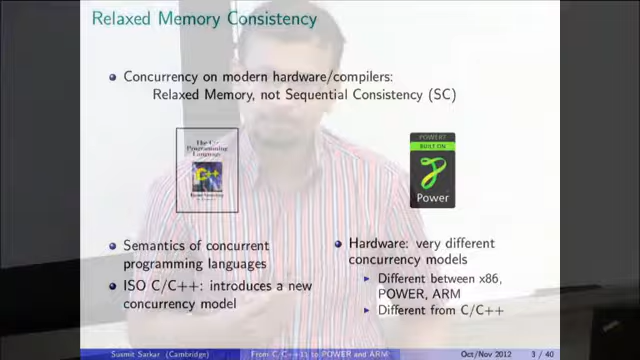 Relaxed Memory Consistency
Concurrency on modern hardware/compilers:
Relaxed Memory, not Sequential Consistency (SC)
The C++
Programming
Language
C++
POWER7
BUILT ON
Power
Semantics of concurrent
programming languages
ISO C/C++: introduces a new
concurrency model
Hardware: very different
concurrency models
Different between x86,
POWER, ARM
Different from C/C++
Susmit Sarkar (Cambridge)
From C/C++11 to POWER and ARM
Oct/Nov 2012
3 / 40